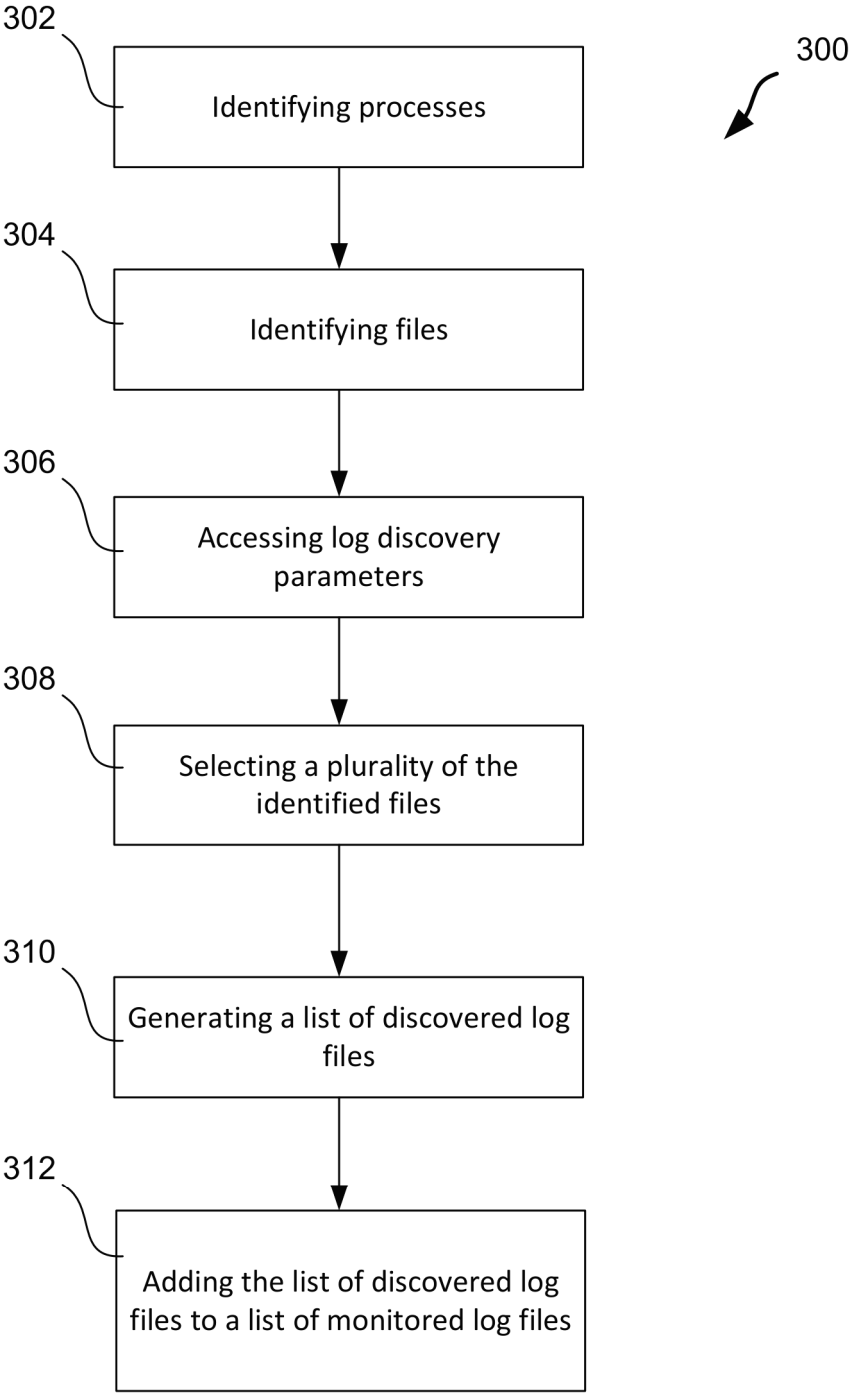 302
300
Identifying processes
304
Identifying files
306
Accessing log discovery
parameters
308
Selecting a plurality of the
identified files
310
Generating a list of discovered log
files
312
Adding the list of discovered log
files to a list of monitored log files